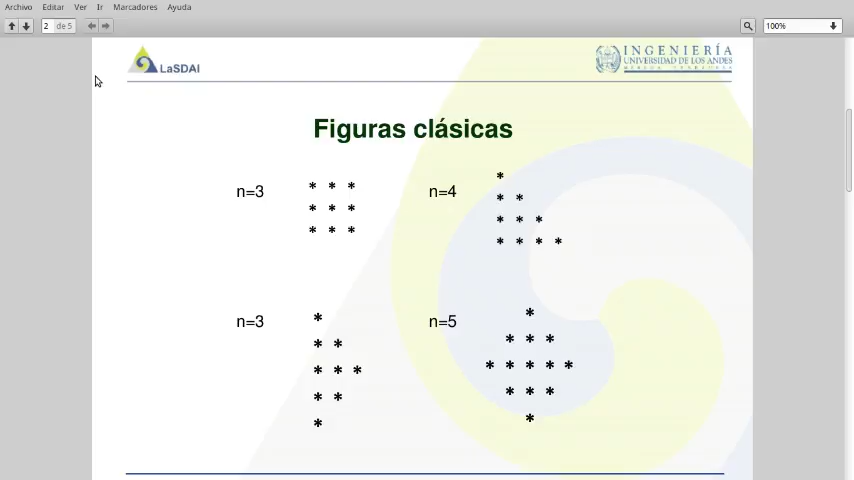 Archivo Editar Ver Ir Marcadores Ayuda
2 de 5 100%
LaSDAI
INGENIERÍA
UNIVERSIDAD DE LOS ANDES
Figuras clásicas
n=3
* * *
* * *
* * *
n=4
*
* *
* * *
* * * *
n=3
*
* *
* * *
* *
*
n=5
*
* * *
* * * * *
* * *
*